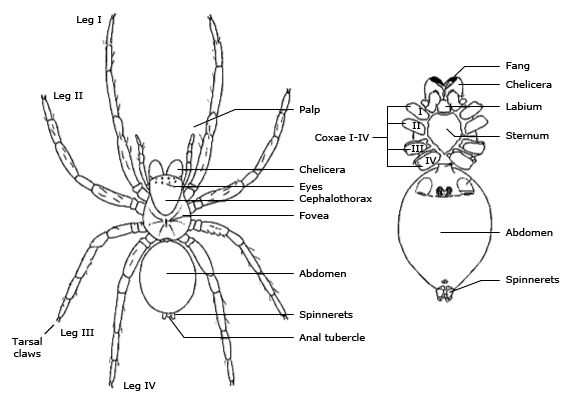 Leg I
Leg II
Palp
Chelicera
Eyes
Cephalothorax
Fovea
Abdomen
Spinnerets
Anal tubercle
Leg III
Tarsal
claws
Leg IV
Fang
Chelicera
Labium
Coxae I-IV
I
II
III
IV
Sternum
Abdomen
Spinnerets